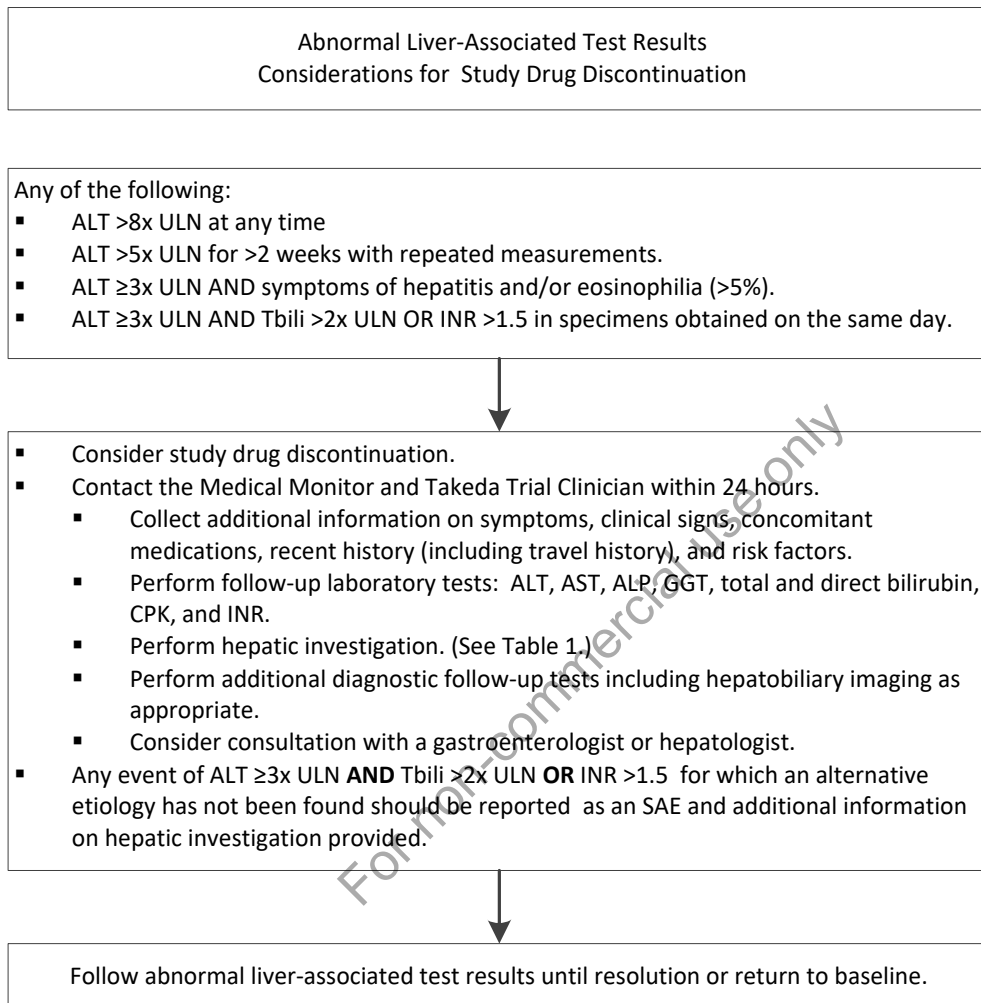 Abnormal Liver-Associated Test Results
Considerations for Study Drug Discontinuation
Any of the following:
▪ ALT >8x ULN at any time
▪ ALT >5x ULN for >2 weeks with repeated measurements.
▪ ALT ≥3x ULN AND symptoms of hepatitis and/or eosinophilia (>5%).
▪ ALT ≥3x ULN AND Tbili >2x ULN OR INR >1.5 in specimens obtained on the same day.
▪ Consider study drug discontinuation.
▪ Contact the Medical Monitor and Takeda Trial Clinician within 24 hours.
▪ Collect additional information on symptoms, clinical signs, concomitant
medications, recent history (including travel history), and risk factors.
▪ Perform follow-up laboratory tests: ALT, AST, ALP, GGT, total and direct bilirubin,
CPK, and INR.
▪ Perform hepatic investigation. (See Table 1.)
▪ Perform additional diagnostic follow-up tests including hepatobiliary imaging as
appropriate.
▪ Consider consultation with a gastroenterologist or hepatologist.
▪ Any event of ALT ≥3x ULN AND Tbili >2x ULN OR INR >1.5 for which an alternative
etiology has not been found should be reported as an SAE and additional information
on hepatic investigation provided.
Follow abnormal liver-associated test results until resolution or return to baseline.
For non-commercial use only